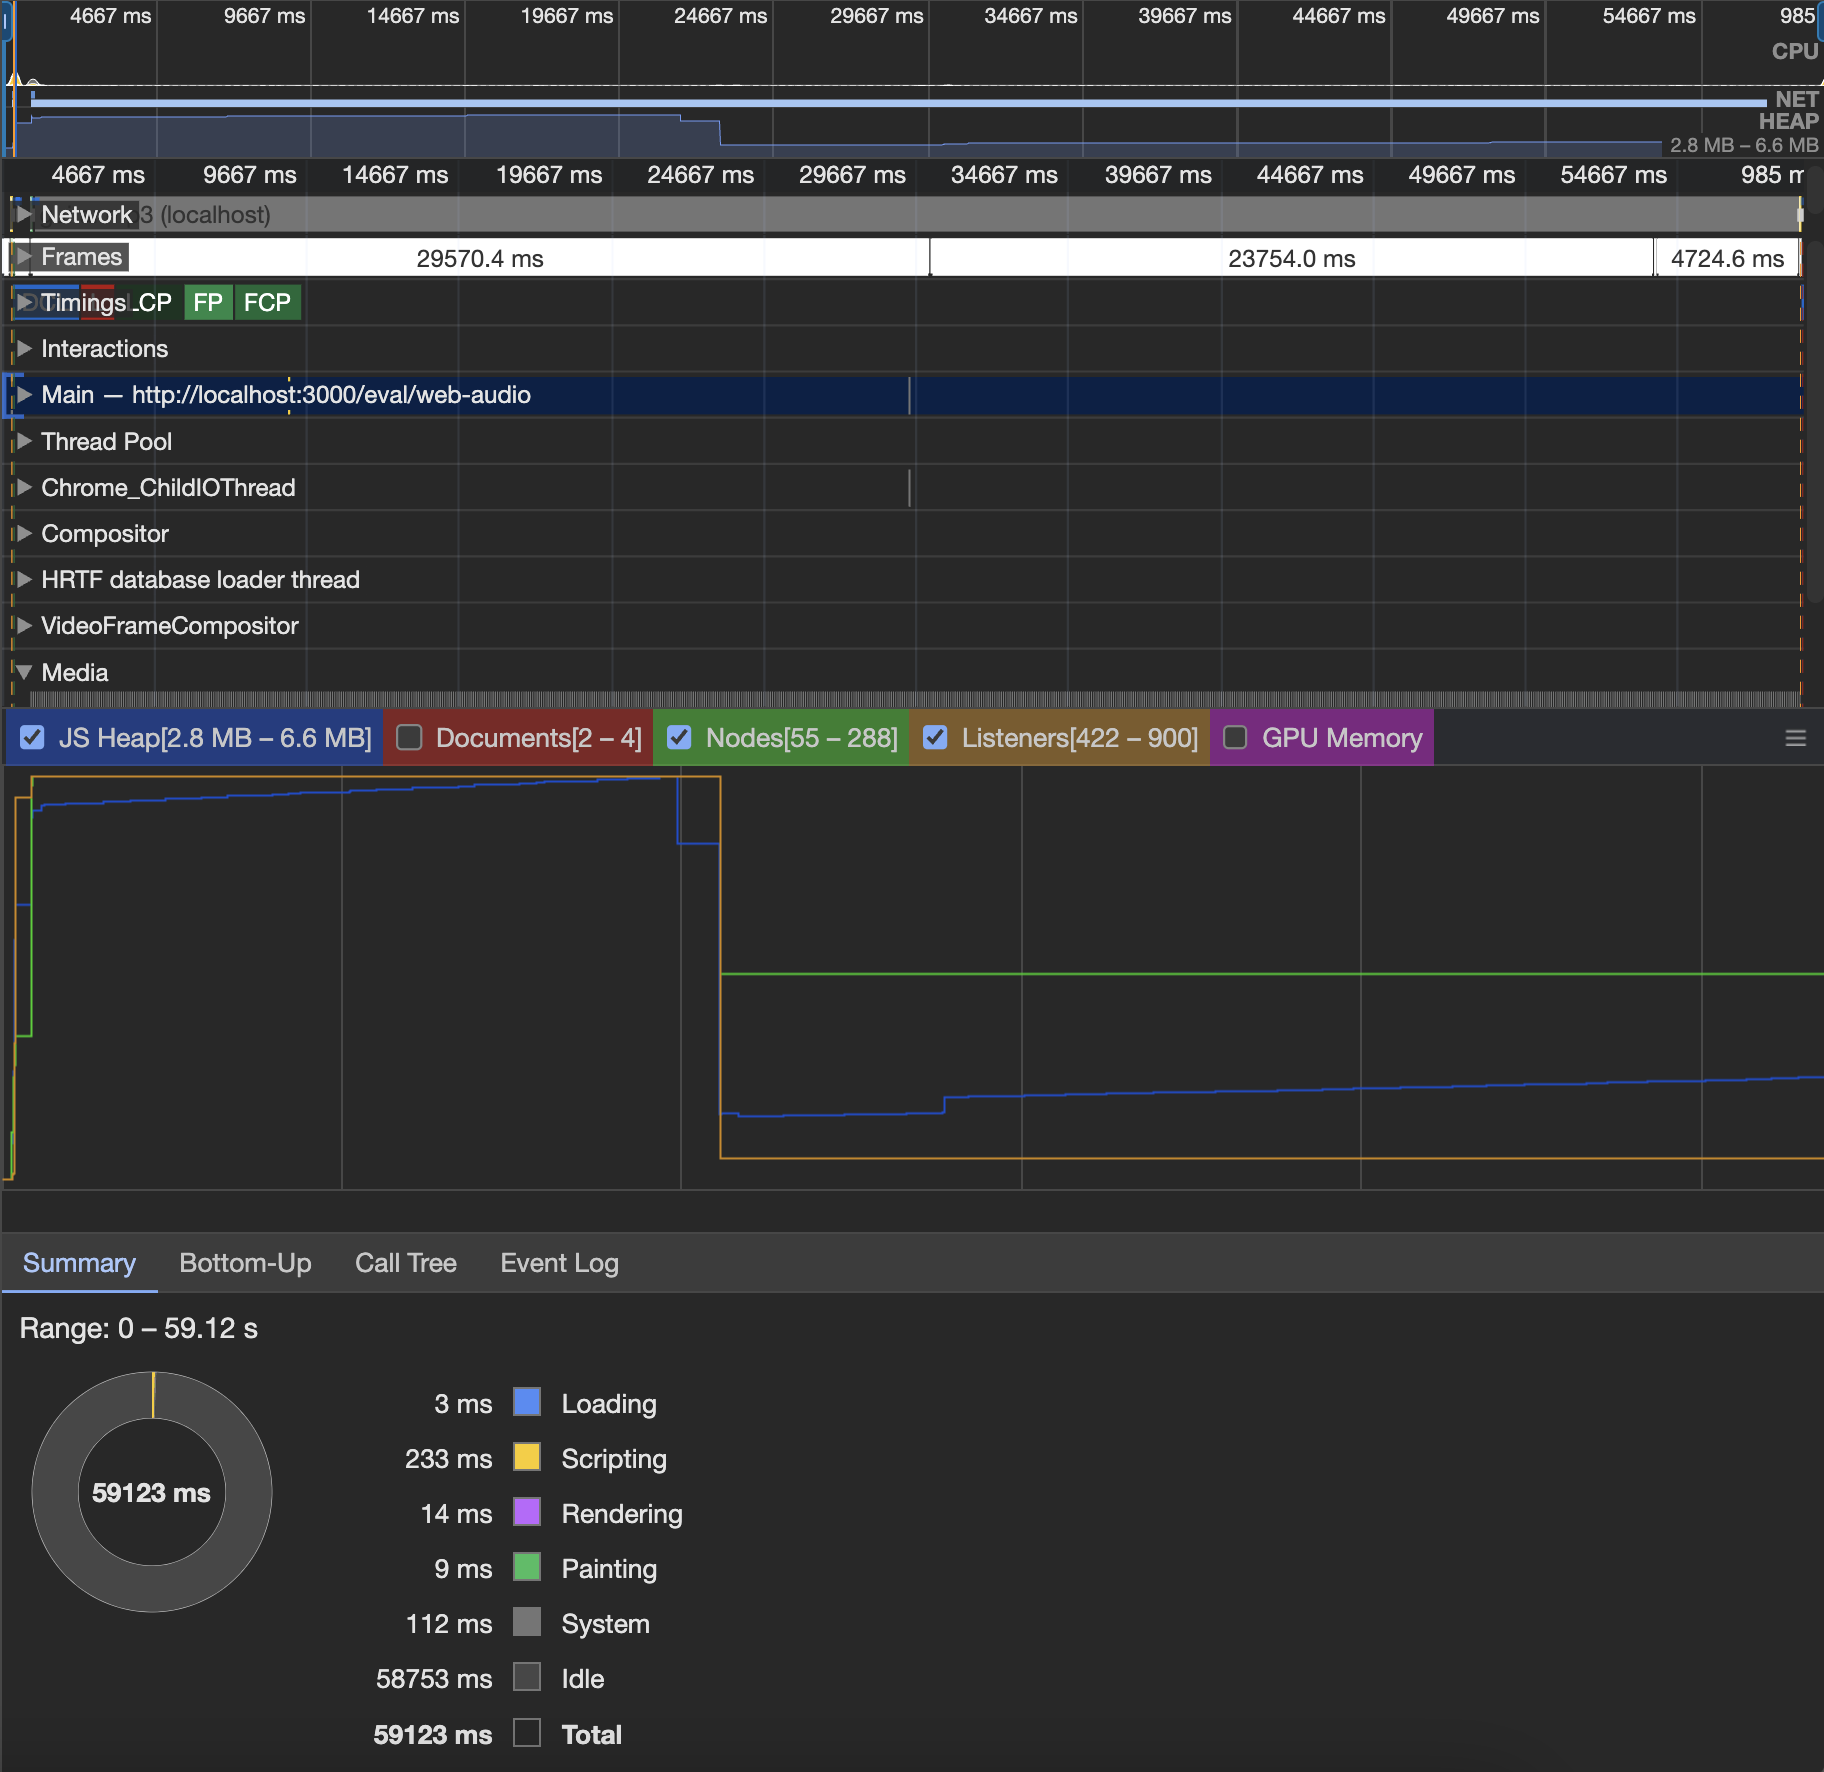 4667 ms 9667 ms 14667 ms 19667 ms 24667 ms 29667 ms 34667 ms 39667 ms 44667 ms 49667 ms 54667 ms 985
CPU
NET
HEAP
2.8 MB – 6.6 MB
4667 ms 9667 ms 14667 ms 19667 ms 24667 ms 29667 ms 34667 ms 39667 ms 44667 ms 49667 ms 54667 ms 985 m
Network 3 (localhost)
Frames 29570.4 ms 23754.0 ms 4724.6 ms
Timings LCP FP FCP
Interactions
Main — http://localhost:3000/eval/web-audio
Thread Pool
Chrome_ChildIOThread
Compositor
HRTF database loader thread
VideoFrameCompositor
Media
JS Heap[2.8 MB – 6.6 MB] Documents[2 – 4] Nodes[55 – 288] Listeners[422 – 900] GPU Memory
Summary Bottom-Up Call Tree Event Log
Range: 0 – 59.12 s
59123 ms
3 ms Loading
233 ms Scripting
14 ms Rendering
9 ms Painting
112 ms System
58753 ms Idle
59123 ms Total